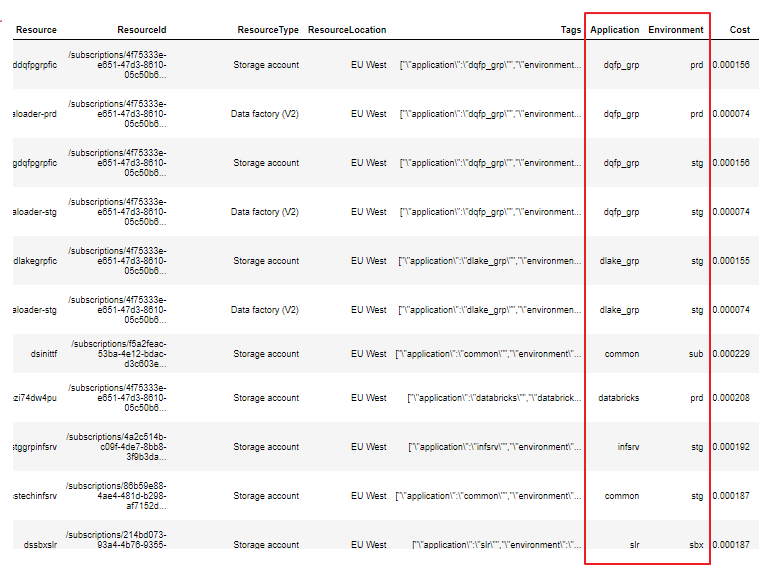 Resource ResourceId ResourceType ResourceLocation Tags Application Environment Cost
/subscriptions/4f75333e-
ddqfpgrpfic e651-47d3-8610- Storage account EU West ["\"application\":\"dqfp_grp\"","\"environment... dqfp_grp prd 0.000156
05c50b6...
/subscriptions/4f75333e-
aloader-prd e651-47d3-8610- Data factory (V2) EU West ["\"application\":\"dqfp_grp\"","\"environment... dqfp_grp prd 0.000074
05c50b6...
/subscriptions/4f75333e-
gdqfpgrpfic e651-47d3-8610- Storage account EU West ["\"application\":\"dqfp_grp\"","\"environment... dqfp_grp stg 0.000156
05c50b6...
/subscriptions/4f75333e-
aloader-stg e651-47d3-8610- Data factory (V2) EU West ["\"application\":\"dqfp_grp\"","\"environment... dqfp_grp stg 0.000074
05c50b6...
/subscriptions/4f75333e-
dlakegrpfic e651-47d3-8610- Storage account EU West ["\"application\":\"dlake_grp\"","\"environmen... dlake_grp stg 0.000155
05c50b6...
/subscriptions/4f75333e-
aloader-stg e651-47d3-8610- Data factory (V2) EU West ["\"application\":\"dlake_grp\"","\"environmen... dlake_grp stg 0.000074
05c50b6...
/subscriptions/f5a2feac-
dsinittf 53ba-4e12-bdac- Storage account EU West ["\"application\":\"common\"","\"environment\"... common sub 0.000229
d3c603e...
/subscriptions/4f75333e-
zi74dw4pu e651-47d3-8610- Storage account EU West ["\"application\":\"databricks\"","\"databrick... databricks prd 0.000208
05c50b6...
/subscriptions/4a2c514b-
stggrpinfsrv c09f-4de7-8bb8- Storage account EU West ["\"application\":\"infsrv\"","\"environment\"... infsrv stg 0.000192
3f9b3da...
/subscriptions/86b59e88-
stechinfsrv 4ae4-481d-b298- Storage account EU West ["\"application\":\"common\"","\"environment\"... common stg 0.000187
af7152d...
/subscriptions/214bd073-
dssbxslr 93a4-4b76-9356- Storage account EU West ["\"application\":\"slr\"","\"environment\":\"... slr sbx 0.000187